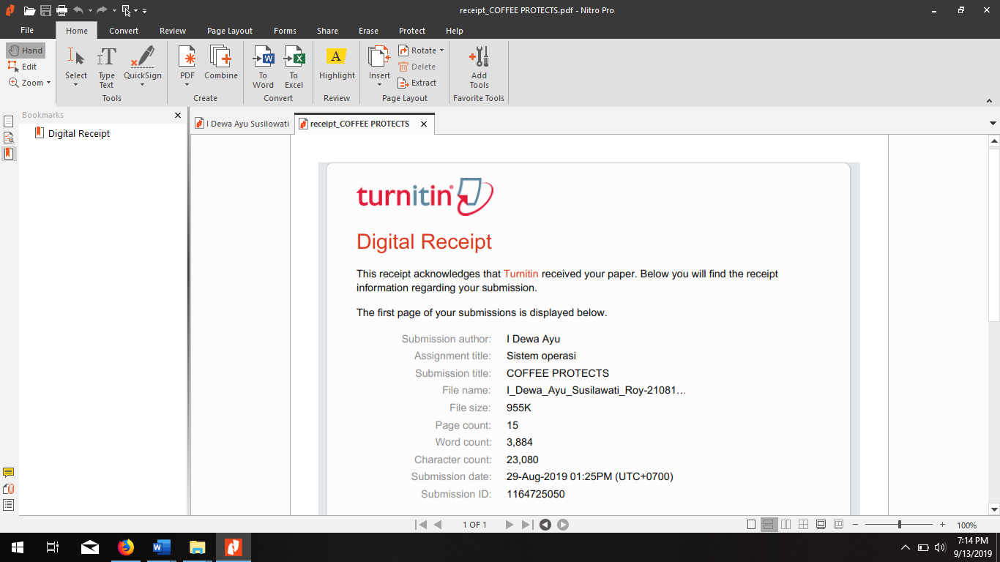 receipt_COFFEE PROTECTS.pdf - Nitro Pro
File Home Convert Review Page Layout Forms Share Erase Protect Help
Hand
Edit
Zoom
Select
Type Text
QuickSign
Tools
PDF
Combine
Create
To Word
To Excel
Convert
A
Highlight
Review
Insert
Rotate
Delete
Extract
Page Layout
Add Tools
Favorite Tools
Bookmarks
Digital Receipt
I Dewa Ayu Susilowati
receipt_COFFEE PROTECTS
turnitin®
Digital Receipt
This receipt acknowledges that Turnitin received your paper. Below you will find the receipt
information regarding your submission.
The first page of your submissions is displayed below.
Submission author: I Dewa Ayu
Assignment title: Sistem operasi
Submission title: COFFEE PROTECTS
File name: I_Dewa_Ayu_Susilawati_Roy-21081...
File size: 955K
Page count: 15
Word count: 3,884
Character count: 23,080
Submission date: 29-Aug-2019 01:25PM (UTC+0700)
Submission ID: 1164725050
1 OF 1
100%
7:14 PM
9/13/2019